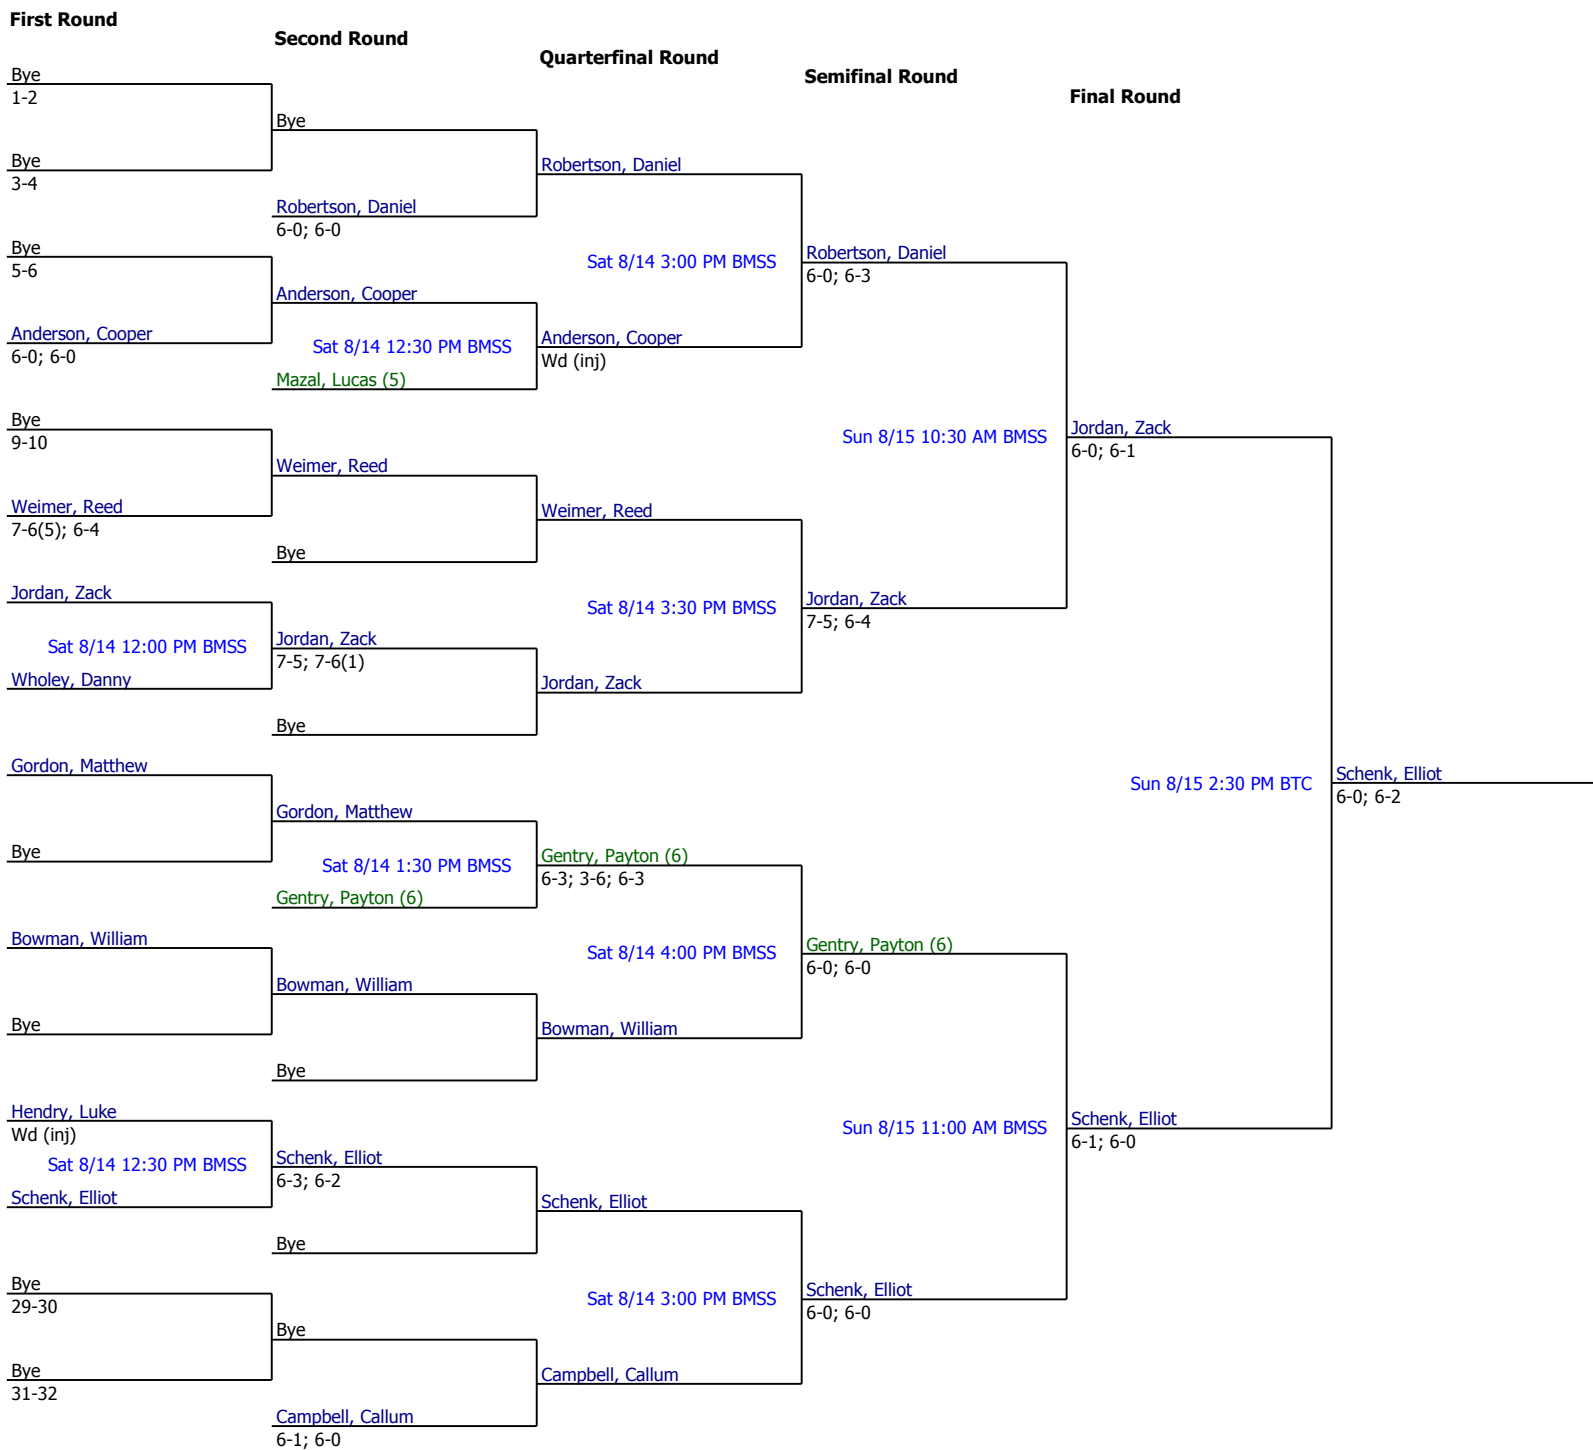 First Round
Second Round
Quarterfinal Round
Semifinal Round
Final Round
Bye
1-2
Bye
Bye
3-4
Robertson, Daniel
Robertson, Daniel
6-0; 6-0
Bye
5-6
Sat 8/14 3:00 PM BMSS
Robertson, Daniel
6-0; 6-3
Anderson, Cooper
Anderson, Cooper
6-0; 6-0
Sat 8/14 12:30 PM BMSS
Anderson, Cooper
Wd (inj)
Mazal, Lucas (5)
Bye
9-10
Sun 8/15 10:30 AM BMSS
Jordan, Zack
6-0; 6-1
Weimer, Reed
Weimer, Reed
7-6(5); 6-4
Weimer, Reed
Bye
Jordan, Zack
Sat 8/14 3:30 PM BMSS
Jordan, Zack
7-5; 6-4
Sat 8/14 12:00 PM BMSS
Jordan, Zack
7-5; 7-6(1)
Wholey, Danny
Jordan, Zack
Bye
Gordon, Matthew
Sun 8/15 2:30 PM BTC
Schenk, Elliot
6-0; 6-2
Gordon, Matthew
Bye
Sat 8/14 1:30 PM BMSS
Gentry, Payton (6)
6-3; 3-6; 6-3
Gentry, Payton (6)
Bowman, William
Sat 8/14 4:00 PM BMSS
Gentry, Payton (6)
6-0; 6-0
Bowman, William
Bye
Bowman, William
Bye
Hendry, Luke
Wd (inj)
Sun 8/15 11:00 AM BMSS
Schenk, Elliot
6-1; 6-0
Sat 8/14 12:30 PM BMSS
Schenk, Elliot
6-3; 6-2
Schenk, Elliot
Schenk, Elliot
Bye
Bye
29-30
Sat 8/14 3:00 PM BMSS
Schenk, Elliot
6-0; 6-0
Bye
Bye
31-32
Campbell, Callum
Campbell, Callum
6-1; 6-0